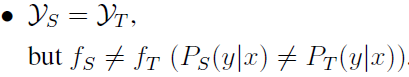 • 𝒴_S = 𝒴_T,
but f_S ≠ f_T (P_S(y|x) ≠ P_T(y|x)).